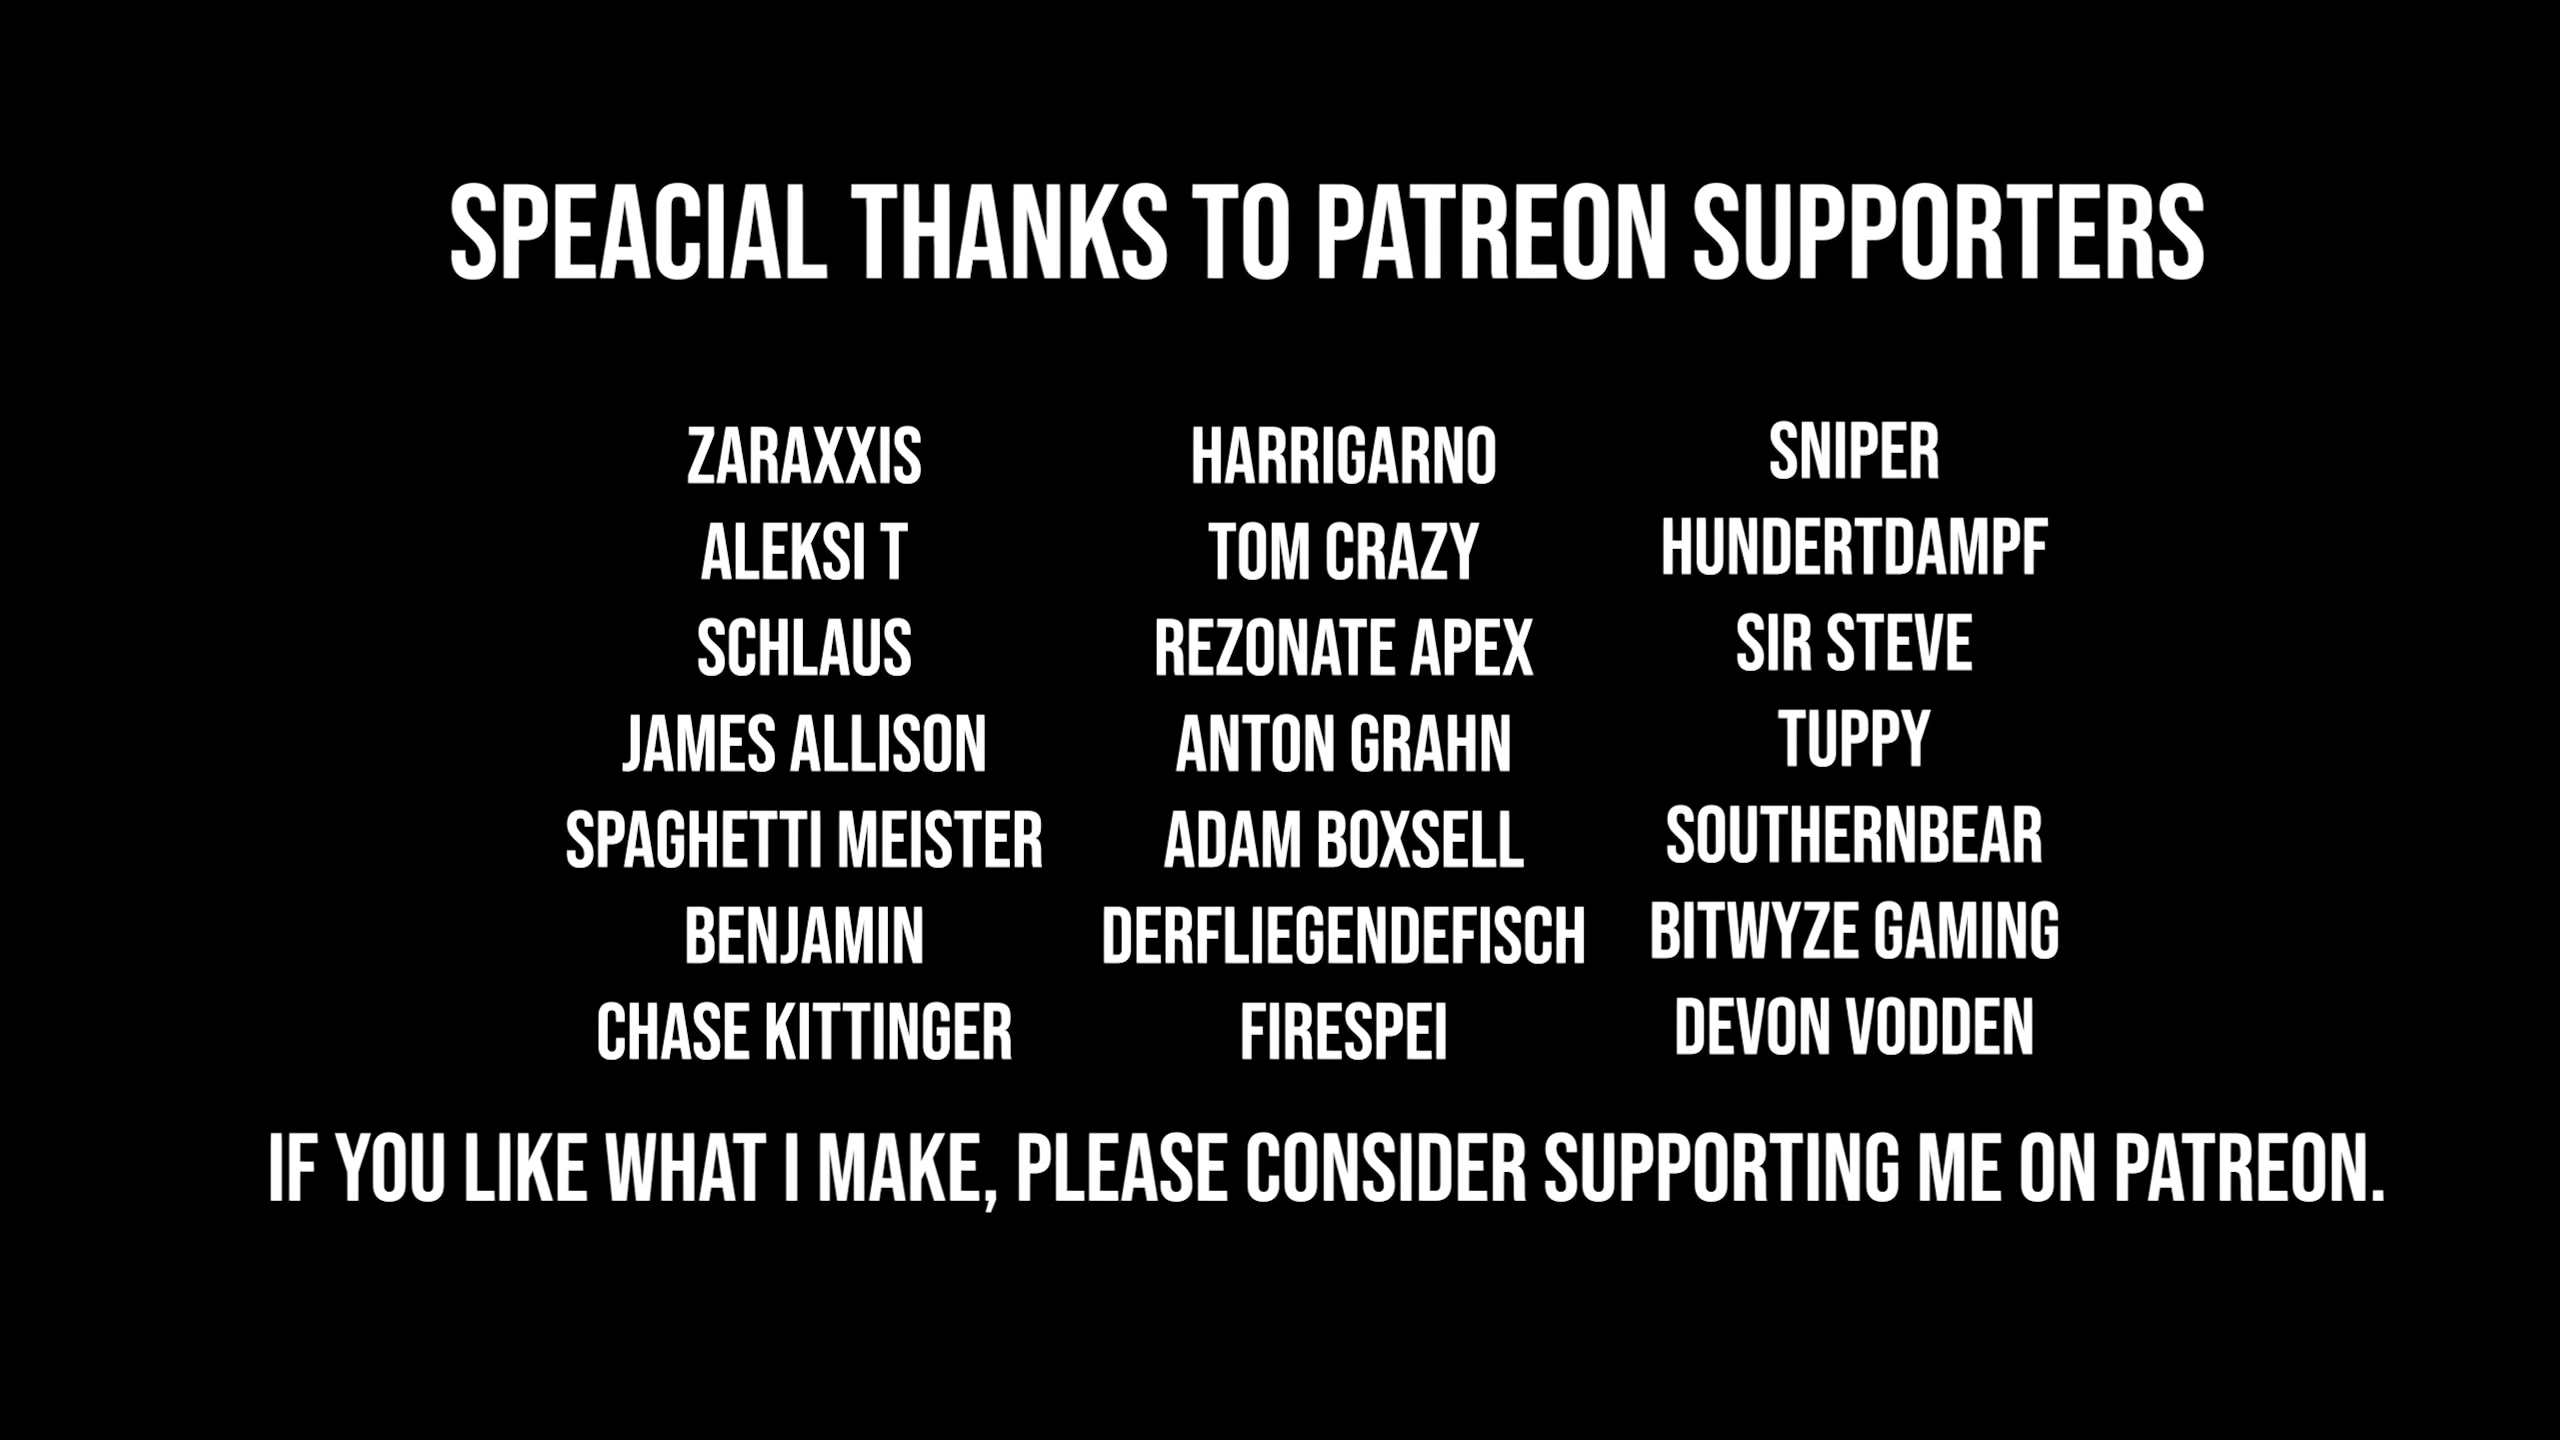 SPEACIAL THANKS TO PATREON SUPPORTERS
ZARAXXIS
ALEKSI T
SCHLAUS
JAMES ALLISON
SPAGHETTI MEISTER
BENJAMIN
CHASE KITTINGER
HARRIGARNO
TOM CRAZY
REZONATE APEX
ANTON GRAHN
ADAM BOXSELL
DERFLIEGENDEFISCH
FIRESPEI
SNIPER
HUNDERTDAMPF
SIR STEVE
TUPPY
SOUTHERNBEAR
BITWYZE GAMING
DEVON VODDEN
IF YOU LIKE WHAT I MAKE, PLEASE CONSIDER SUPPORTING ME ON PATREON.